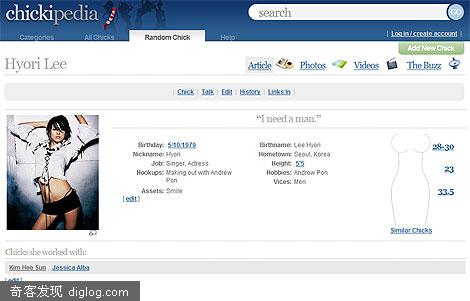 chickipedia
search
GO
Categories All Chicks Random Chick Help
| Log in / create account |
Add New Chick
Hyori Lee
Article Photos Videos The Buzz
| Chick | Talk | Edit | History | Links In |
"I need a man."
Birthday: 5/10/1979
Nickname: Hyori
Job: Singer, Actress
Hookups: Making out with Andrew
Pon
Assets: Smile
[edit]
Birthname: Lee Hyori
Hometown: Seoul, Korea
Height: 5'5
Hobbies: Andrew Pon
Vices: Men
28-30
23
33.5
Similar Chicks
Chicks she worked with:
Kim Hee Sun , Jessica Alba
[edit]
奇客发现 diglog.com